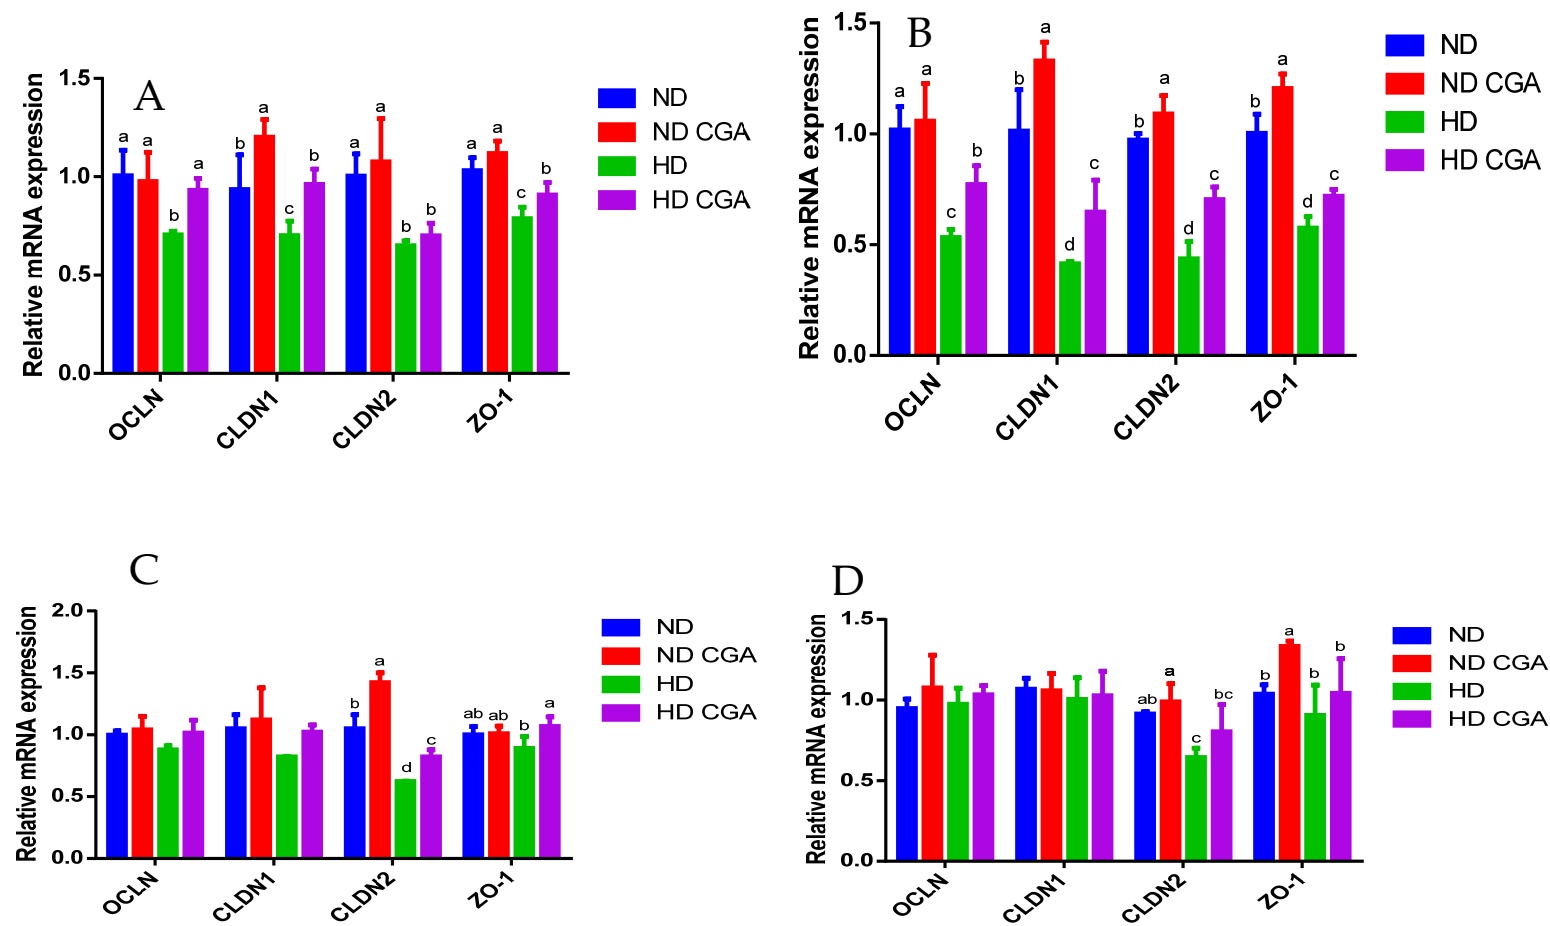 A
Relative mRNA expression
1.5
1.0
0.5
0.0
a a b a
b a c b
a a b b
a a c b
OCLN CLDN1 CLDN2 ZO-1
ND
ND CGA
HD
HD CGA
B
Relative mRNA expression
1.5
1.0
0.5
0.0
a a c b
b a d c
b a d c
b a d c
OCLN CLDN1 CLDN2 ZO-1
ND
ND CGA
HD
HD CGA
C
Relative mRNA expression
2.0
1.5
1.0
0.5
0.0
b a d c
ab ab b a
OCLN CLDN1 CLDN2 ZO-1
ND
ND CGA
HD
HD CGA
D
Relative mRNA expression
1.5
1.0
0.5
0.0
ab a c bc
b a b b
OCLN CLDN1 CLDN2 ZO-1
ND
ND CGA
HD
HD CGA